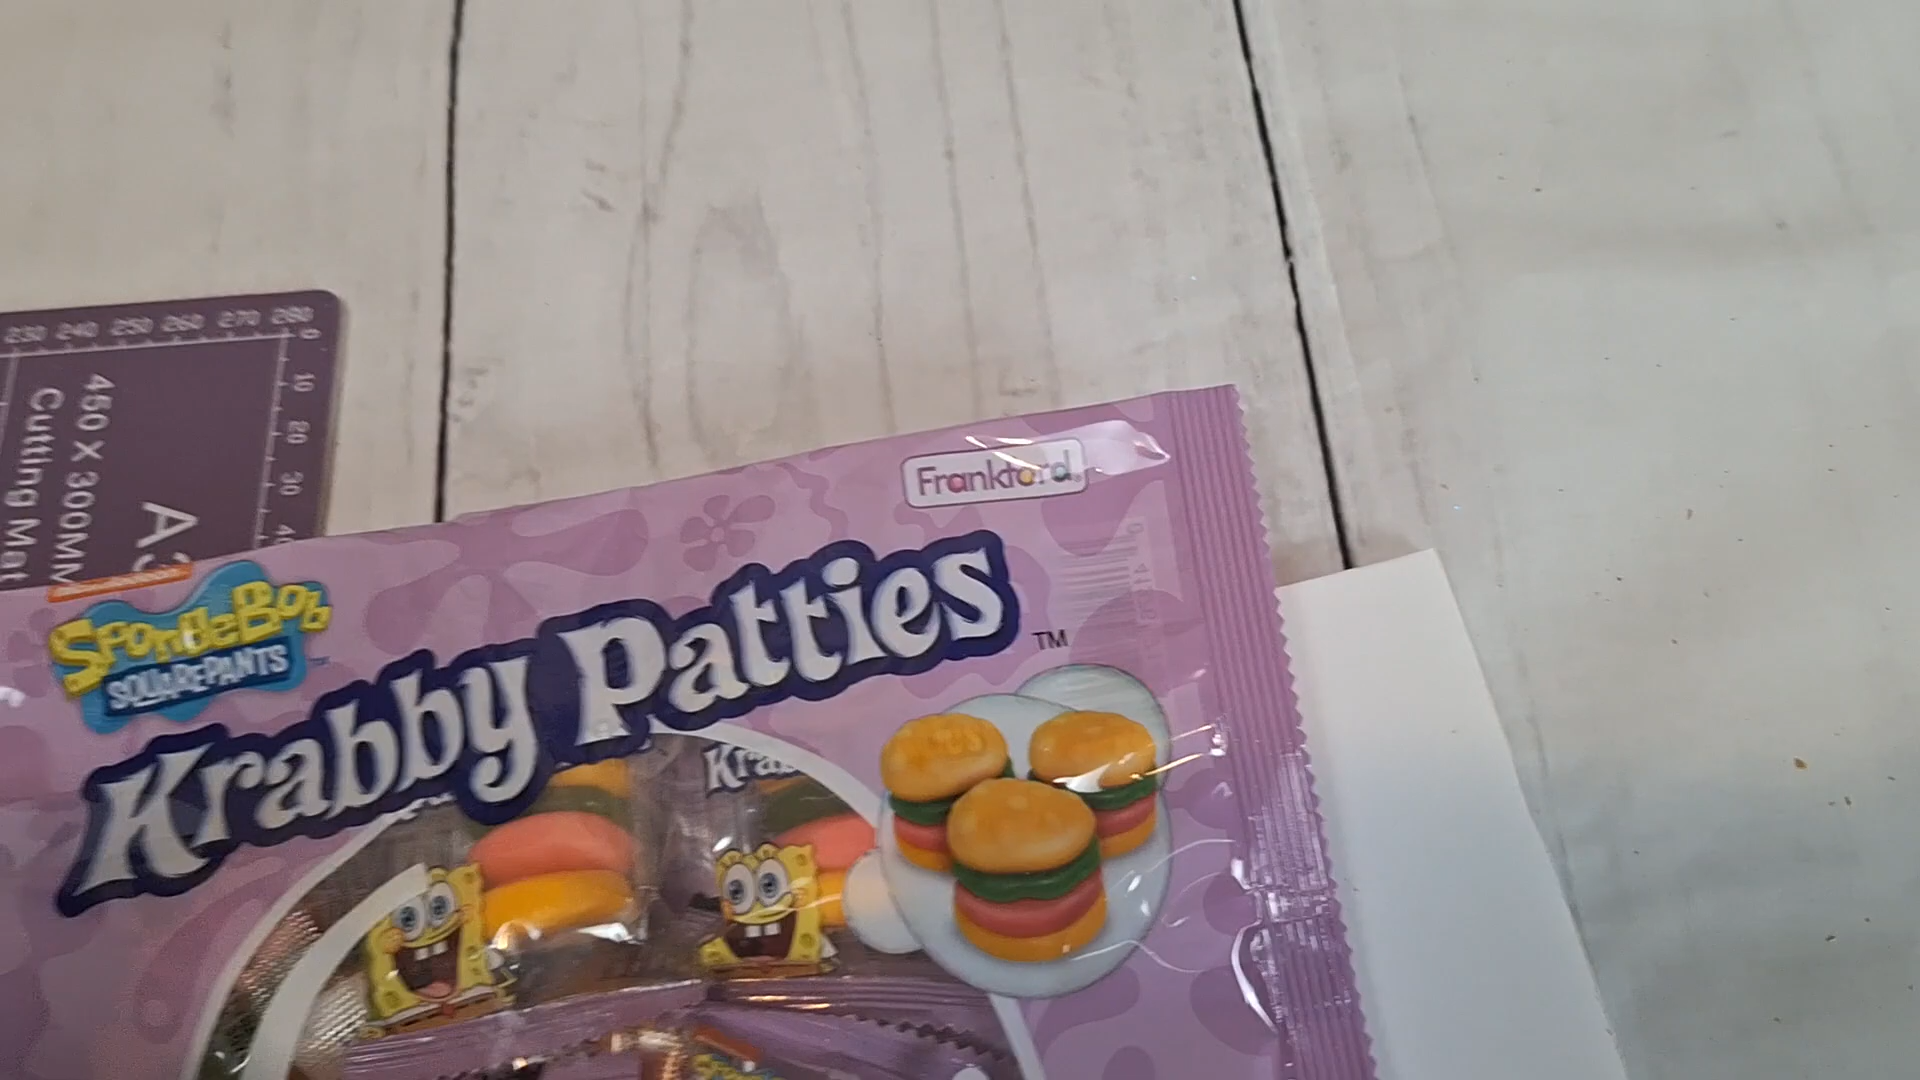 230 240 250 260 270 280
0
10
20
30
450 X 300MM
Cutting Mat
Frankford
SpongeBob
SQUAREPANTS
Krabby Patties
TM